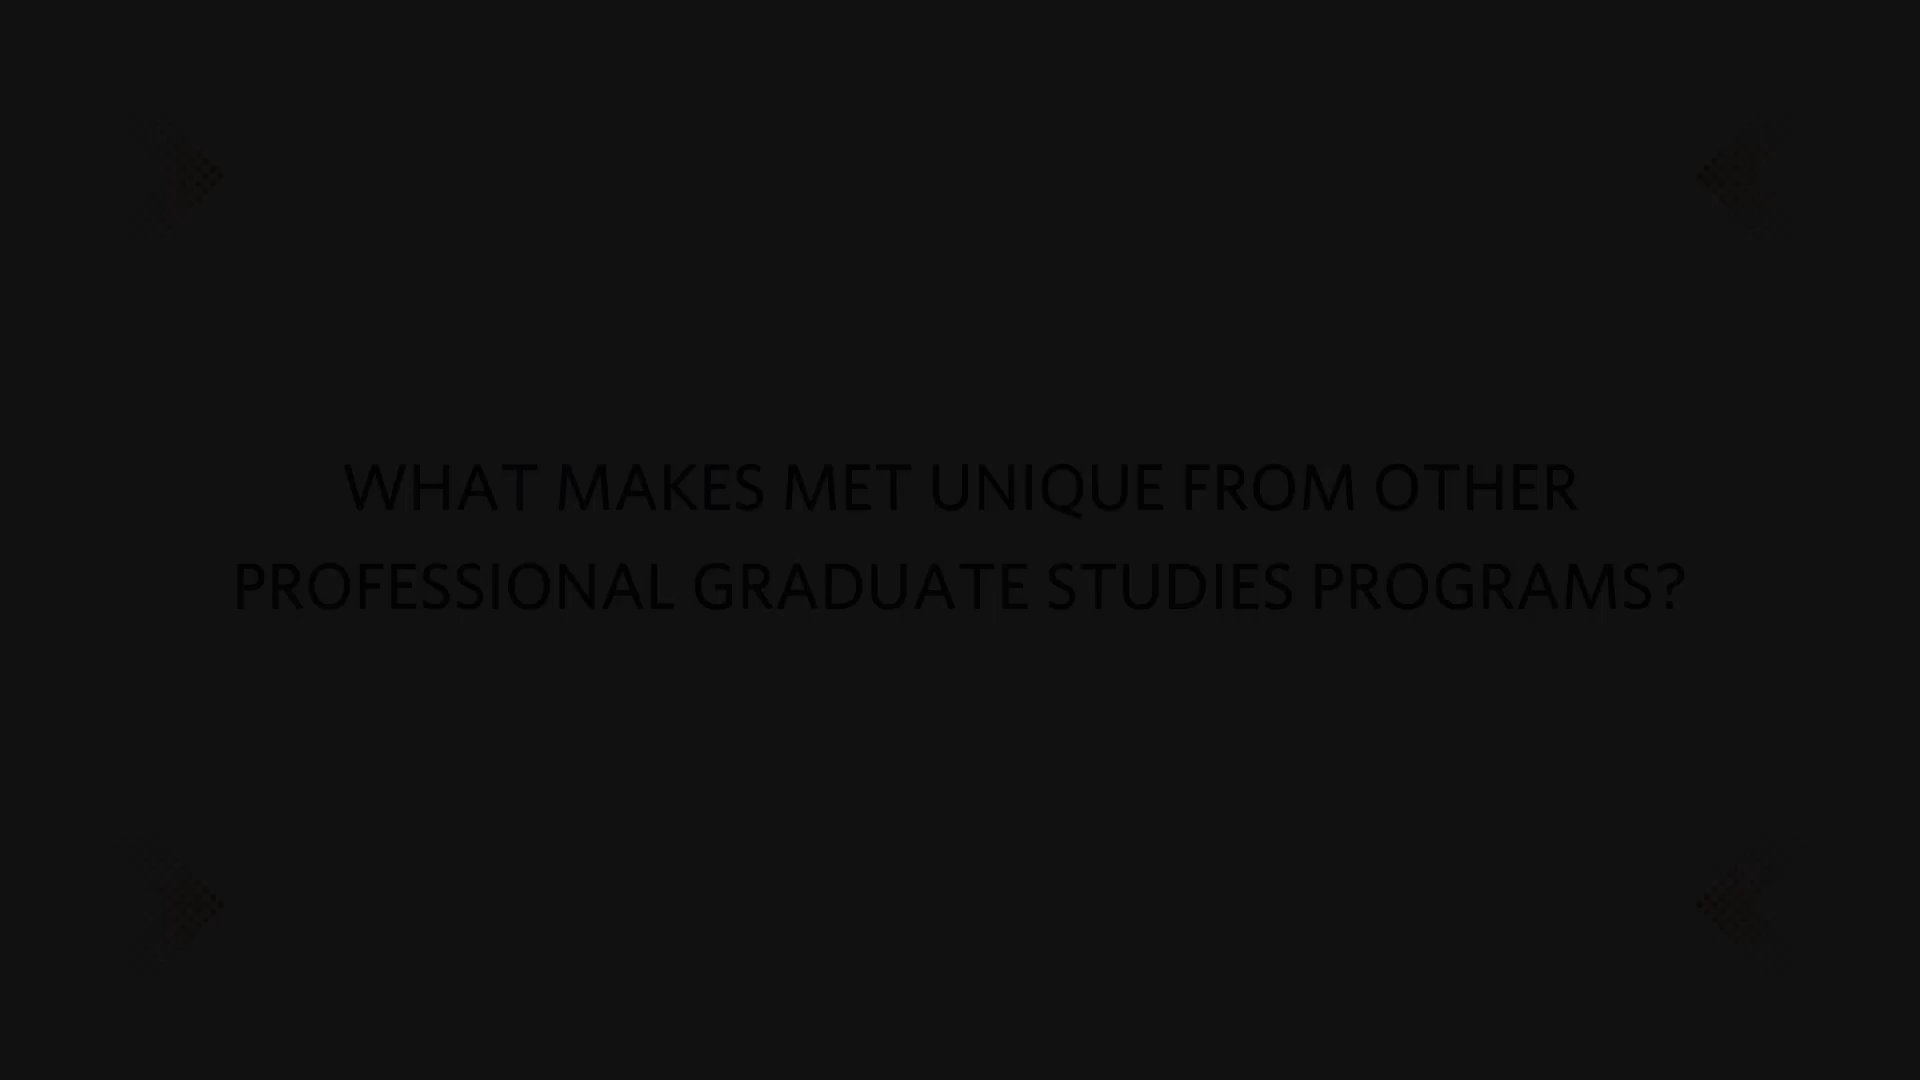 WHAT MAKES MET UNIQUE FROM OTHER
PROFESSIONAL GRADUATE STUDIES PROGRAMS?